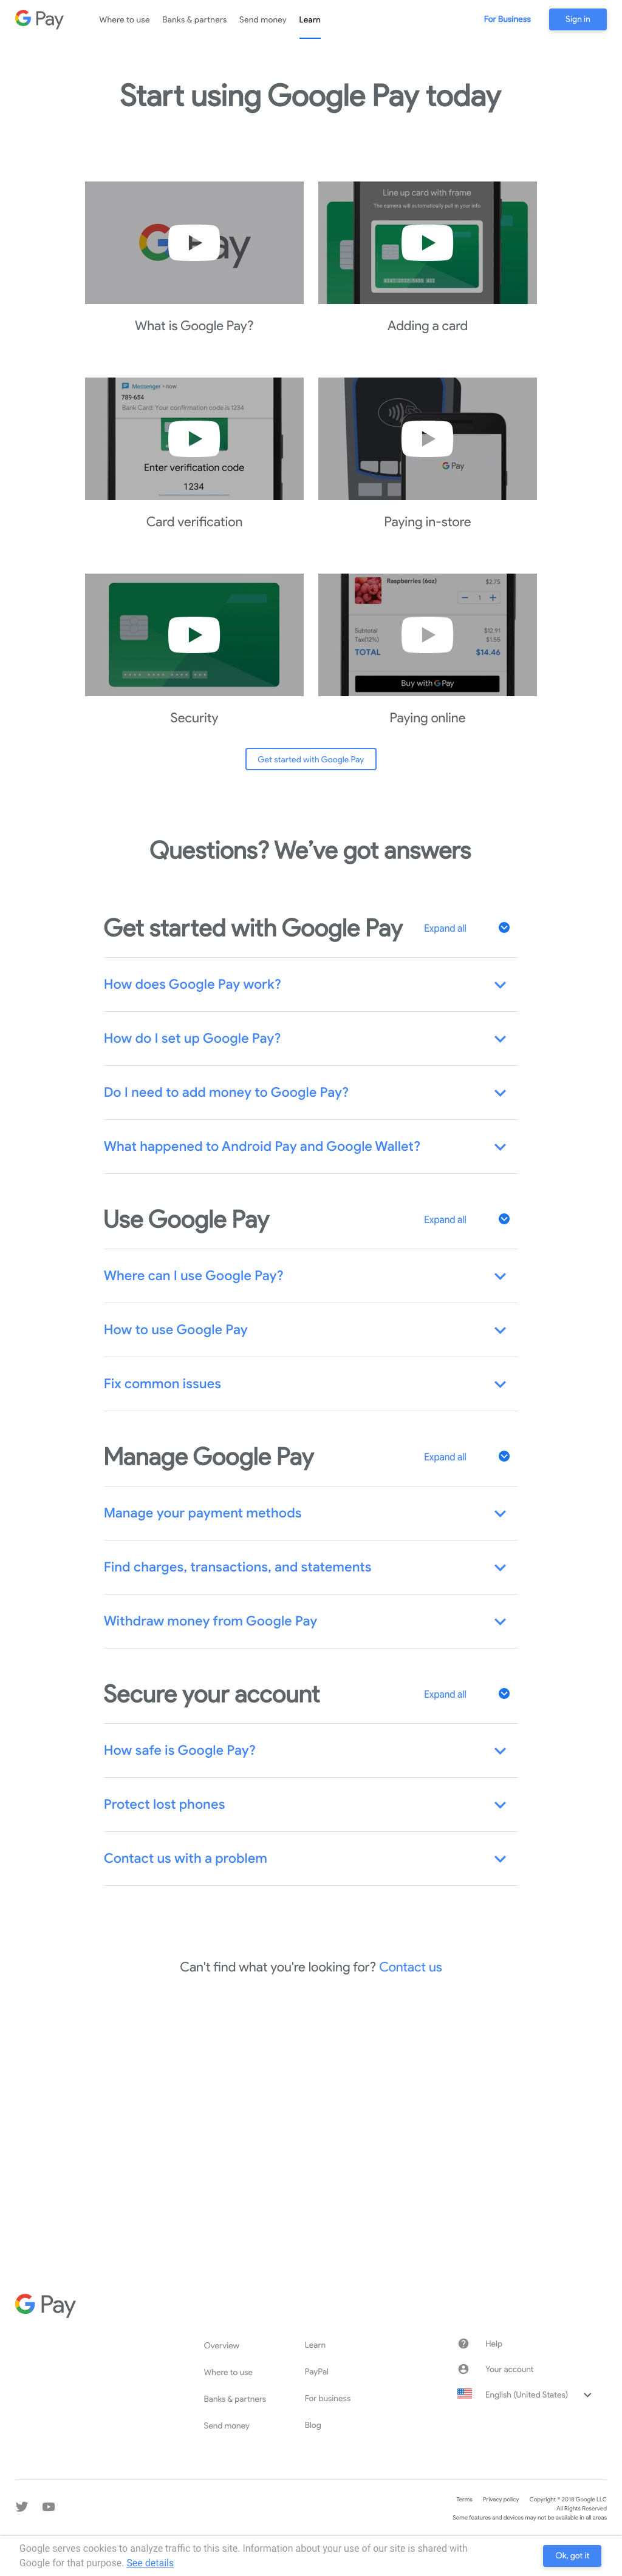 G Pay
Where to use Banks & partners Send money Learn
For Business Sign in
Start using Google Pay today
Line up card with frame
The camera will automatically pull in your info
What is Google Pay?
Adding a card
Messenger • now
789-654
Bank Card: Your confirmation code is 1234
Enter verification code
1234
G Pay
Card verification
Paying in-store
Raspberries (6oz) $2.75
1
Subtotal $12.91
Tax(12%) $1.55
TOTAL $14.46
Buy with G Pay
Security
Paying online
Get started with Google Pay
Questions? We’ve got answers
Get started with Google Pay Expand all
How does Google Pay work?
How do I set up Google Pay?
Do I need to add money to Google Pay?
What happened to Android Pay and Google Wallet?
Use Google Pay Expand all
Where can I use Google Pay?
How to use Google Pay
Fix common issues
Manage Google Pay Expand all
Manage your payment methods
Find charges, transactions, and statements
Withdraw money from Google Pay
Secure your account Expand all
How safe is Google Pay?
Protect lost phones
Contact us with a problem
Can't find what you're looking for? Contact us
G Pay
Overview
Where to use
Banks & partners
Send money
Learn
PayPal
For business
Blog
Help
Your account
English (United States)
Terms Privacy policy Copyright © 2018 Google LLC
All Rights Reserved
Some features and devices may not be available in all areas
Google serves cookies to analyze traffic to this site. Information about your use of our site is shared with
Google for that purpose. See details
Ok, got it